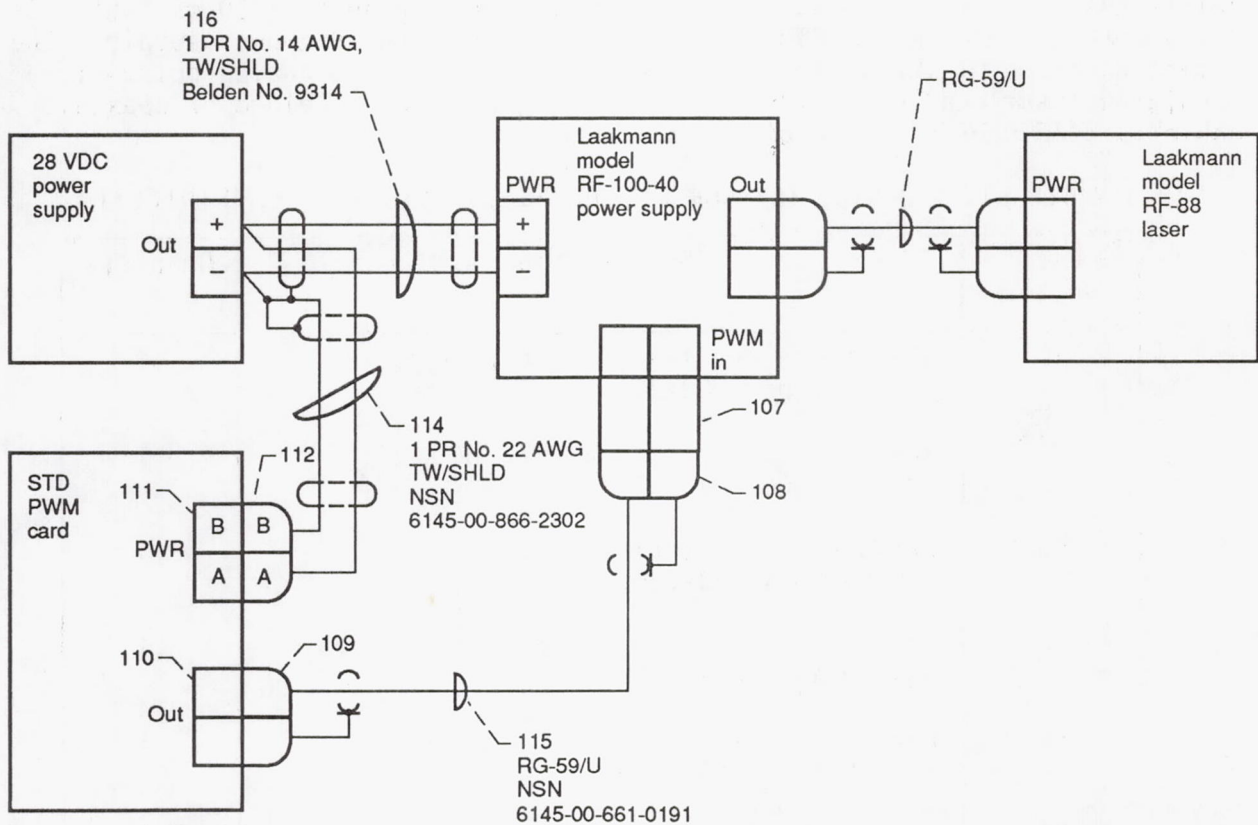 116
1 PR No. 14 AWG,
TW/SHLD
Belden No. 9314
RG-59/U
28 VDC
power
supply
Out
+
−
PWR
+
−
Laakmann
model
RF-100-40
power supply
Out
PWM
in
PWR
Laakmann
model
RF-88
laser
107
108
114
1 PR No. 22 AWG
TW/SHLD
NSN
6145-00-866-2302
STD
PWM
card
111
112
PWR
B
B
A
A
110
109
Out
115
RG-59/U
NSN
6145-00-661-0191